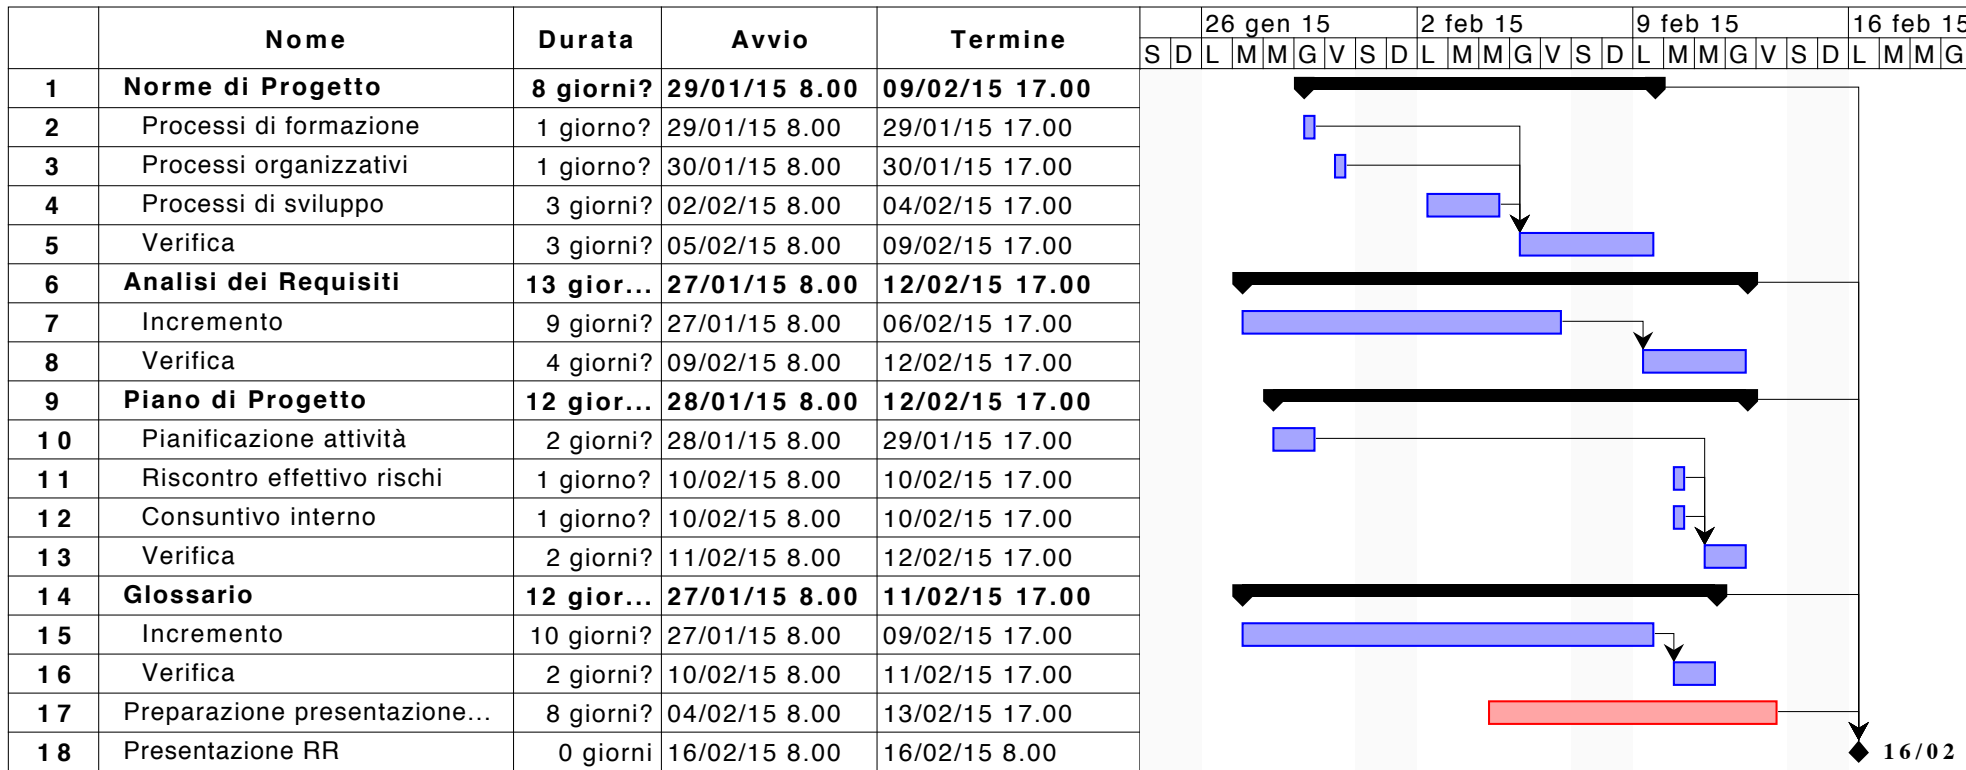 Nome Durata Avvio Termine 26 gen 15 2 feb 15 9 feb 15 16 feb 15
S D L M M G V S D L M M G V S D L M M G V S D L M M G
1 Norme di Progetto 8 giorni? 29/01/15 8.00 09/02/15 17.00
2 Processi di formazione 1 giorno? 29/01/15 8.00 29/01/15 17.00
3 Processi organizzativi 1 giorno? 30/01/15 8.00 30/01/15 17.00
4 Processi di sviluppo 3 giorni? 02/02/15 8.00 04/02/15 17.00
5 Verifica 3 giorni? 05/02/15 8.00 09/02/15 17.00
6 Analisi dei Requisiti 13 gior... 27/01/15 8.00 12/02/15 17.00
7 Incremento 9 giorni? 27/01/15 8.00 06/02/15 17.00
8 Verifica 4 giorni? 09/02/15 8.00 12/02/15 17.00
9 Piano di Progetto 12 gior... 28/01/15 8.00 12/02/15 17.00
10 Pianificazione attività 2 giorni? 28/01/15 8.00 29/01/15 17.00
11 Riscontro effettivo rischi 1 giorno? 10/02/15 8.00 10/02/15 17.00
12 Consuntivo interno 1 giorno? 10/02/15 8.00 10/02/15 17.00
13 Verifica 2 giorni? 11/02/15 8.00 12/02/15 17.00
14 Glossario 12 gior... 27/01/15 8.00 11/02/15 17.00
15 Incremento 10 giorni? 27/01/15 8.00 09/02/15 17.00
16 Verifica 2 giorni? 10/02/15 8.00 11/02/15 17.00
17 Preparazione presentazione... 8 giorni? 04/02/15 8.00 13/02/15 17.00
18 Presentazione RR 0 giorni 16/02/15 8.00 16/02/15 8.00 16/02